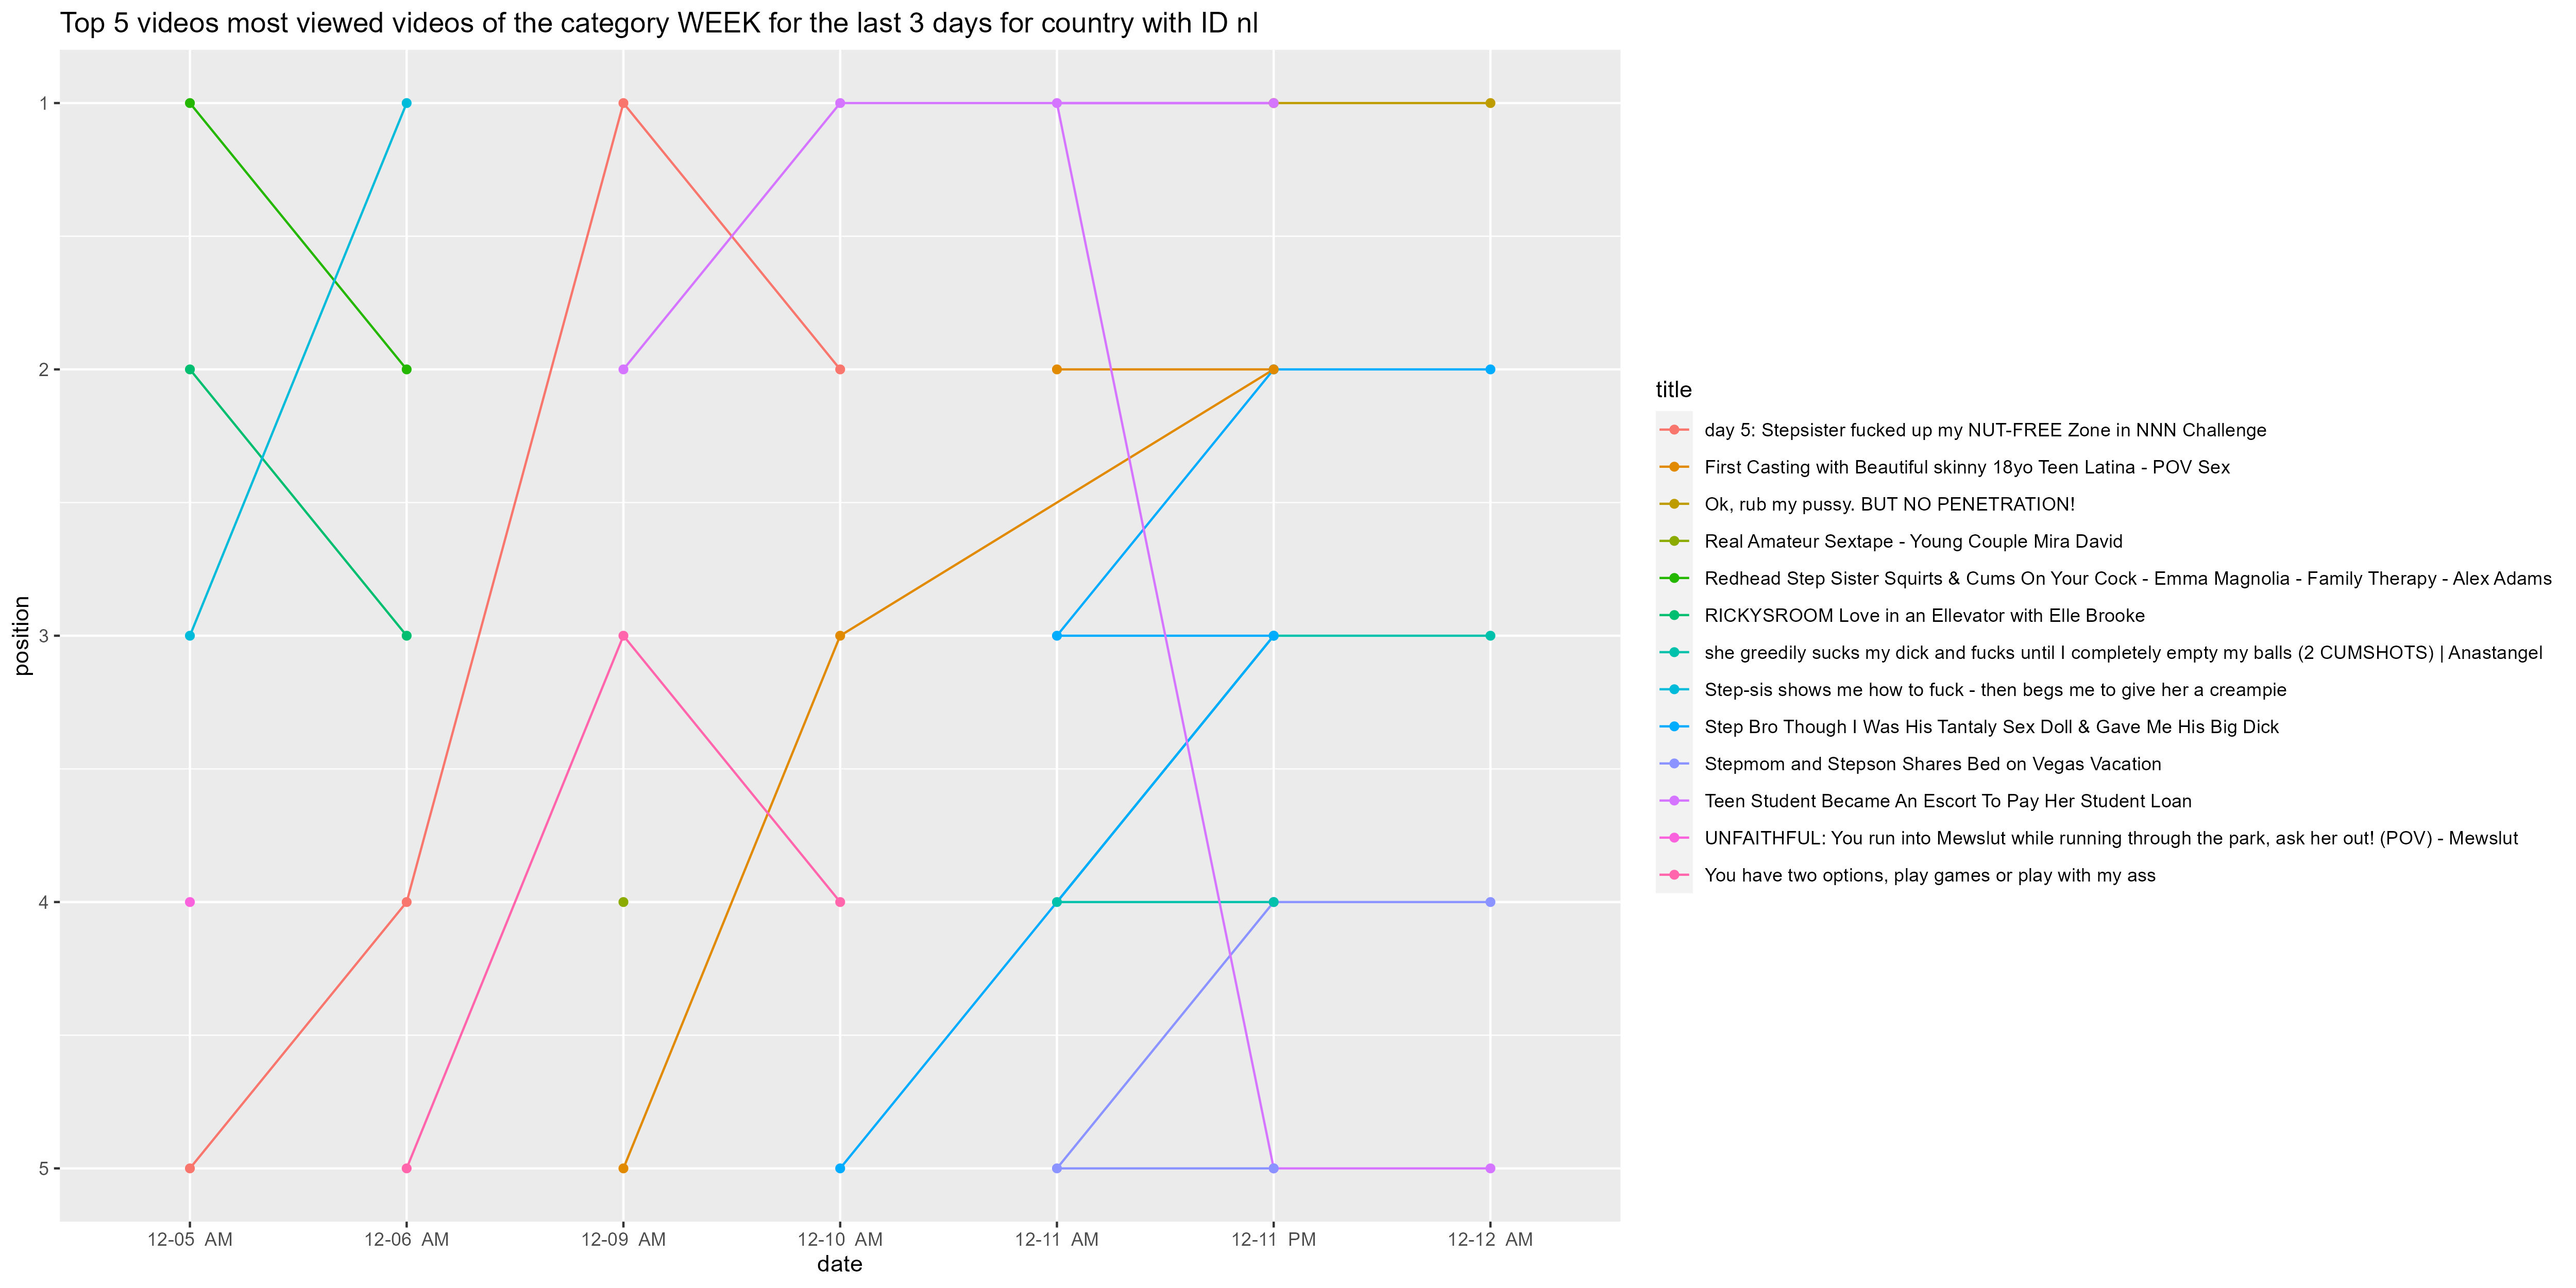 Top 5 videos most viewed videos of the category WEEK for the last 3 days for country with ID nl
position
1
2
3
4
5
12-05 AM
12-06 AM
12-09 AM
12-10 AM
12-11 AM
12-11 PM
12-12 AM
date
title
day 5: Stepsister fucked up my NUT-FREE Zone in NNN Challenge
First Casting with Beautiful skinny 18yo Teen Latina - POV Sex
Ok, rub my pussy. BUT NO PENETRATION!
Real Amateur Sextape - Young Couple Mira David
Redhead Step Sister Squirts & Cums On Your Cock - Emma Magnolia - Family Therapy - Alex Adams
RICKYSROOM Love in an Ellevator with Elle Brooke
she greedily sucks my dick and fucks until I completely empty my balls (2 CUMSHOTS) | Anastangel
Step-sis shows me how to fuck - then begs me to give her a creampie
Step Bro Though I Was His Tantaly Sex Doll & Gave Me His Big Dick
Stepmom and Stepson Shares Bed on Vegas Vacation
Teen Student Became An Escort To Pay Her Student Loan
UNFAITHFUL: You run into Mewslut while running through the park, ask her out! (POV) - Mewslut
You have two options, play games or play with my ass